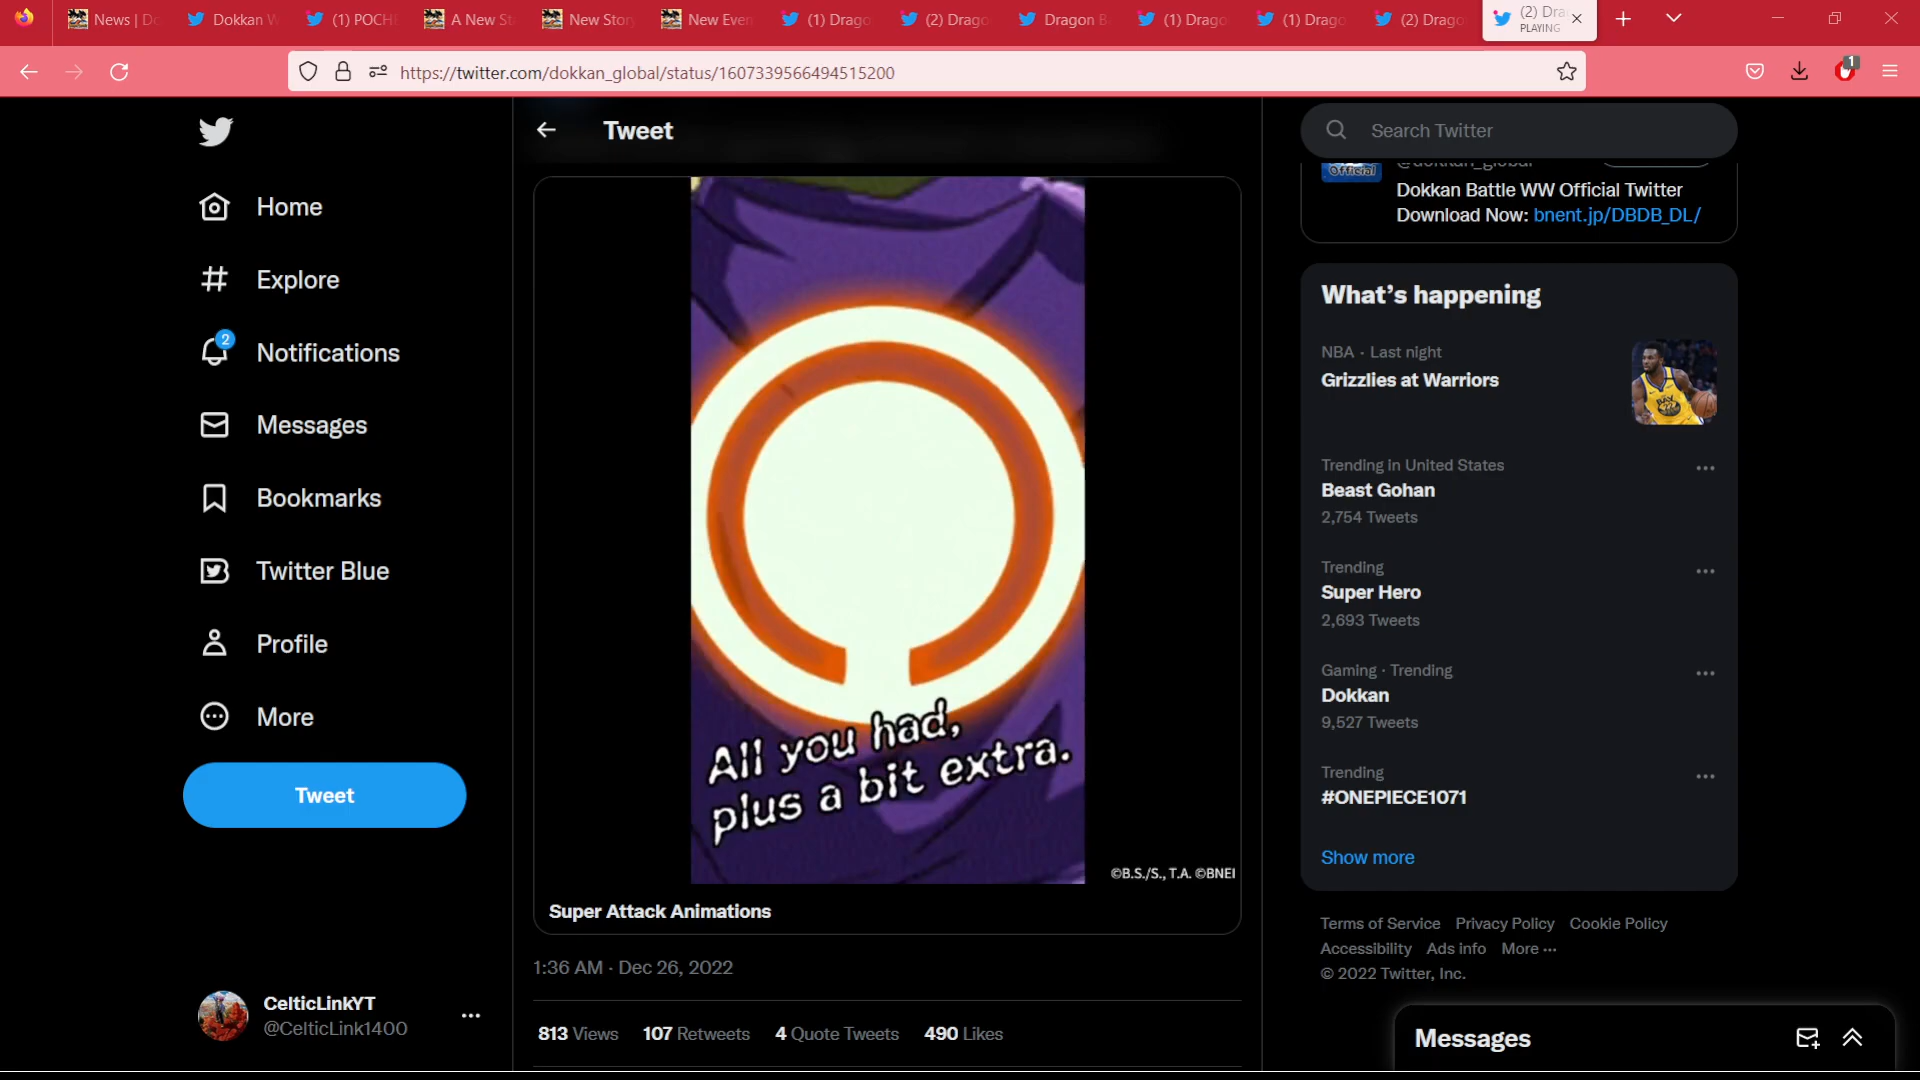 News | D
Dokkan W
(1) POCH
A New St
New Stor
New Even
(1) Drago
(2) Drago
Dragon B
(1) Drago
(1) Drago
(2) Drago
(2) Dra
PLAYING
https://twitter.com/dokkan_global/status/1607339566494515200
1
Home
Explore
2
Notifications
Messages
Bookmarks
Twitter Blue
Profile
More
Tweet
CelticLinkYT
@CelticLink1400
Tweet
All you had,
plus a bit extra.
©B.S./S., T.A. ©BNEI
Super Attack Animations
1:36 AM · Dec 26, 2022
813 Views 107 Retweets 4 Quote Tweets 490 Likes
Search Twitter
Official
@dokkan_global
Dokkan Battle WW Official Twitter
Download Now: bnent.jp/DBDB_DL/
What's happening
NBA · Last night
Grizzlies at Warriors
Trending in United States
Beast Gohan
2,754 Tweets
Trending
Super Hero
2,693 Tweets
Gaming · Trending
Dokkan
9,527 Tweets
Trending
#ONEPIECE1071
Show more
Terms of Service Privacy Policy Cookie Policy
Accessibility Ads info More ···
© 2022 Twitter, Inc.
Messages